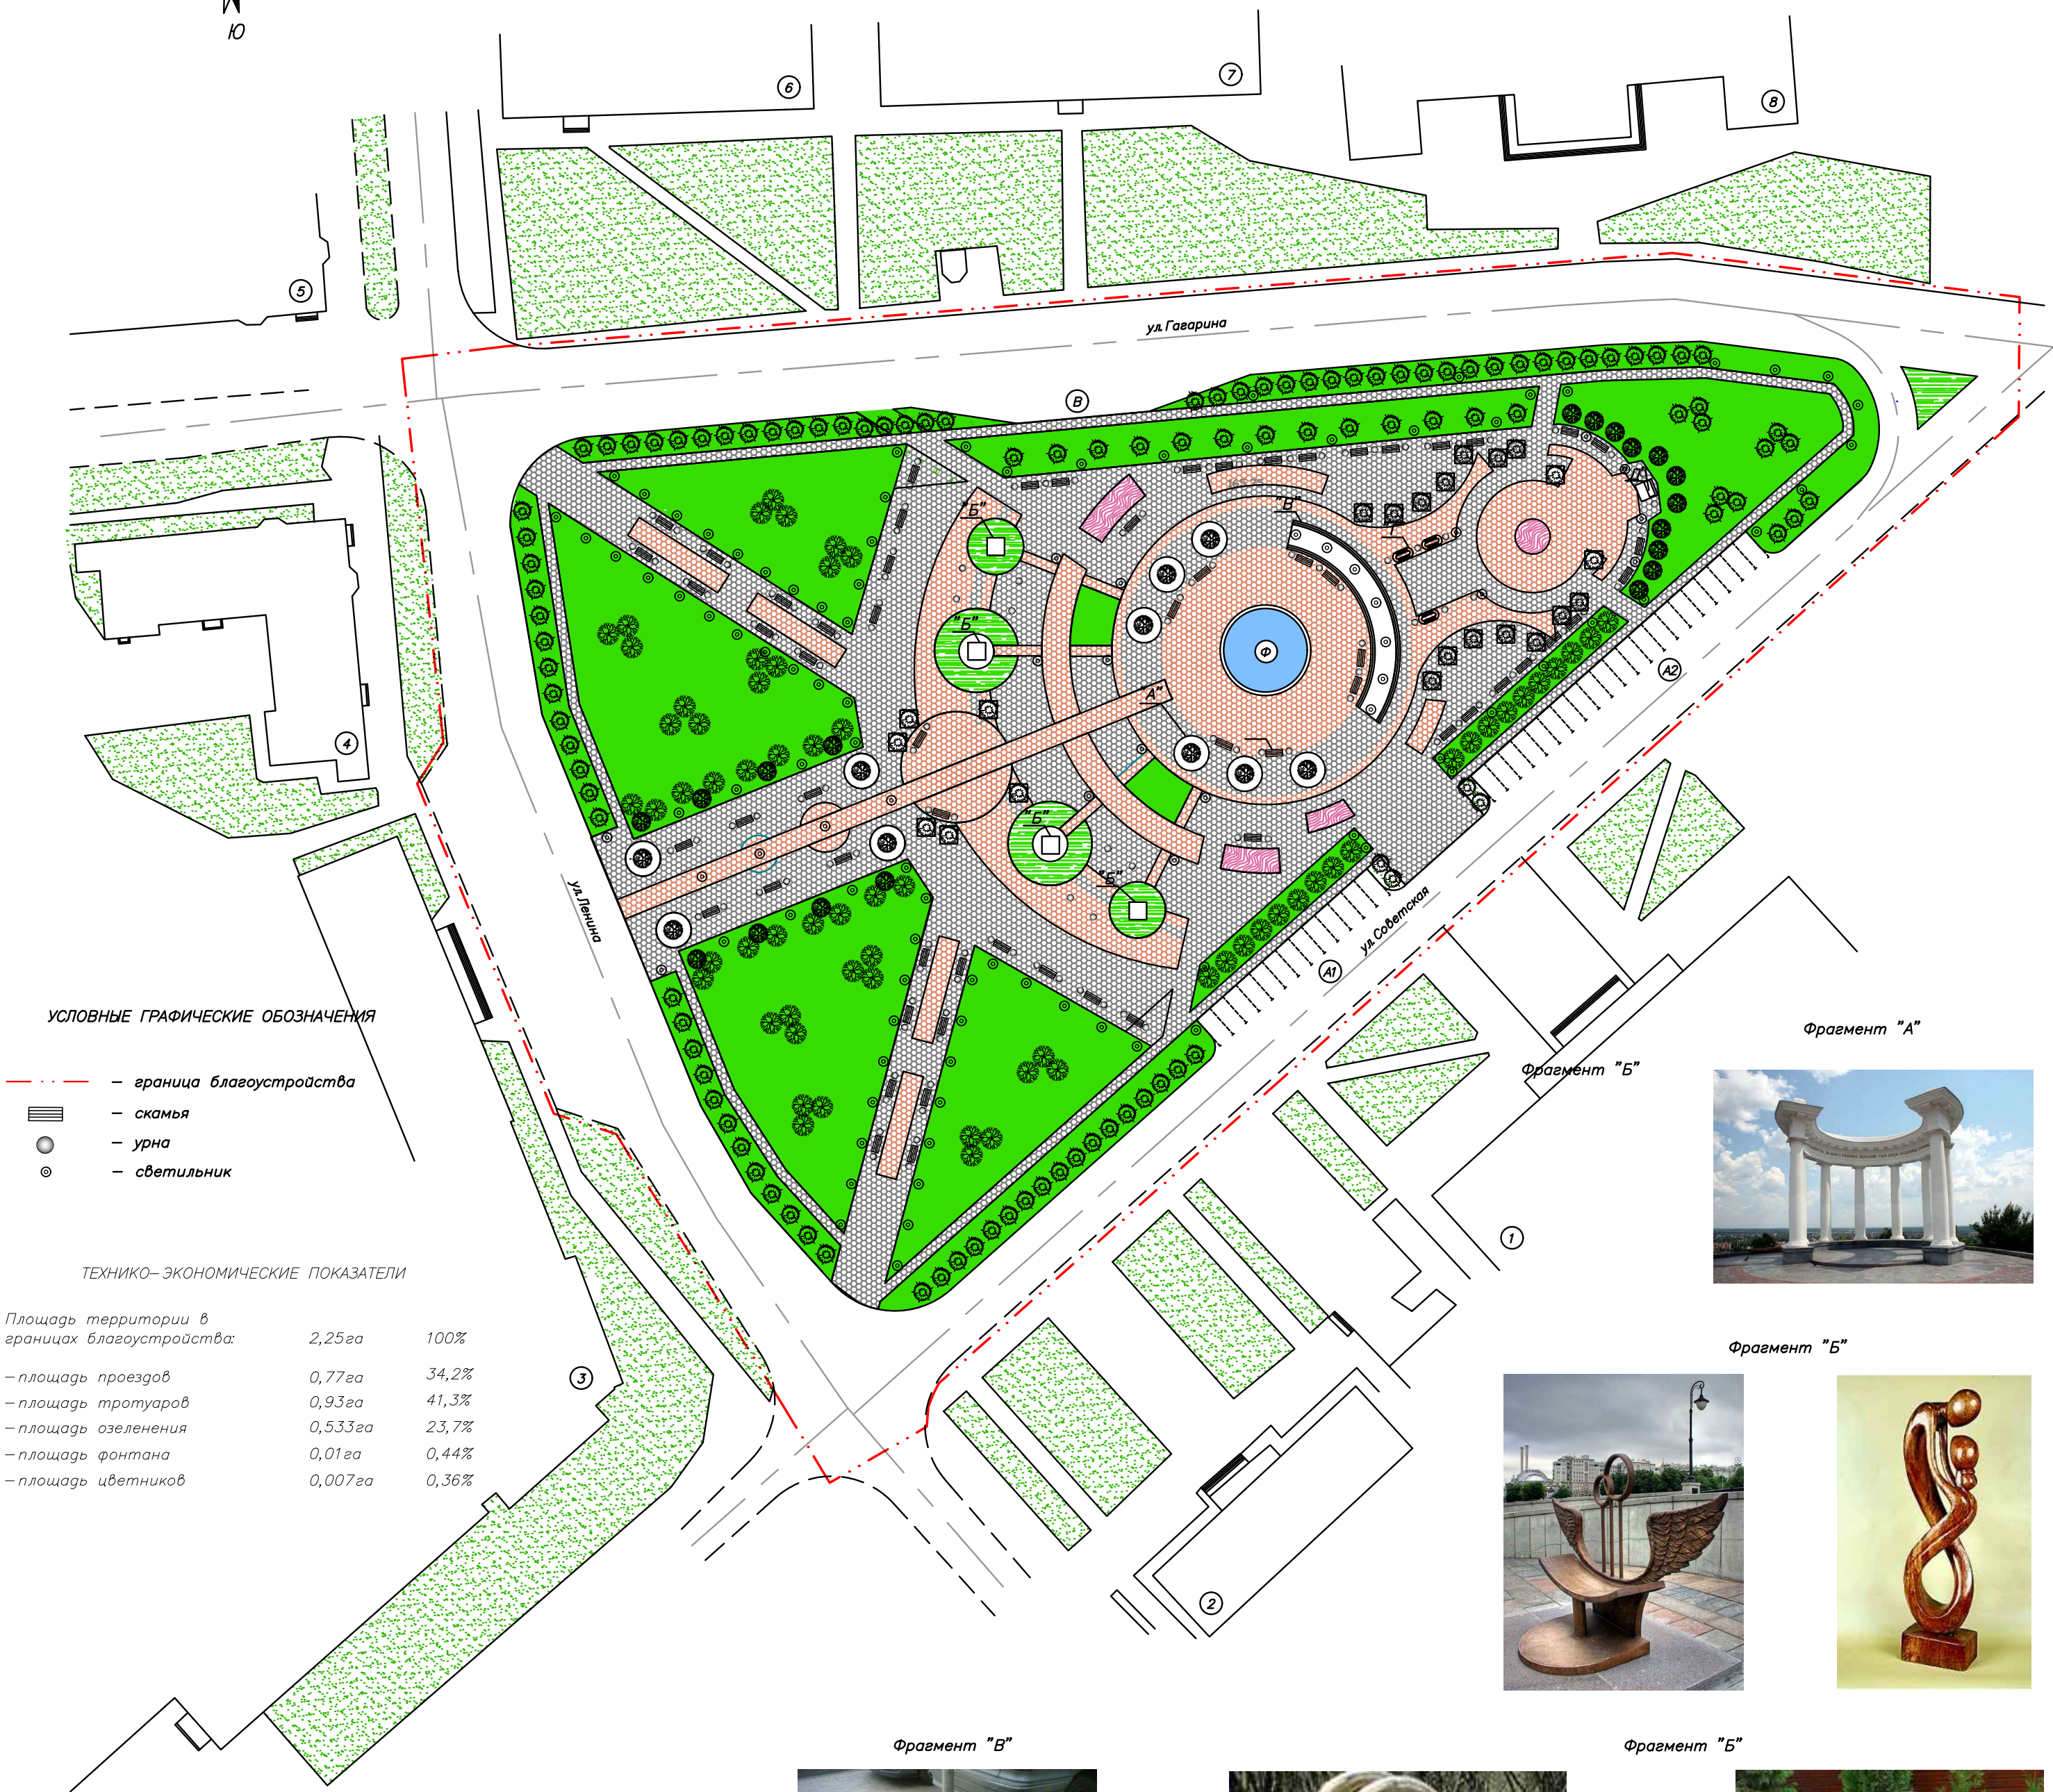 Ю
6
7
8
5
ул.Гагарина
В
"Б"
"В"
"Б"
Ф
"А"
А2
4
"Б"
"Б"
ул.Ленина
ул.Советская
А1
УСЛОВНЫЕ ГРАФИЧЕСКИЕ ОБОЗНАЧЕНИЯ
— граница благоустройства
— скамья
— урна
— светильник
Фрагмент "А"
Фрагмент "Б"
1
ТЕХНИКО— ЭКОНОМИЧЕСКИЕ ПОКАЗАТЕЛИ
Площадь территории в
границах благоустройства: 2,25га 100%
—площадь проездов 0,77га 34,2%
—площадь тротуаров 0,93га 41,3%
—площадь озеленения 0,533га 23,7%
—площадь фонтана 0,01га 0,44%
—площадь цветников 0,007га 0,36%
3
Фрагмент "Б"
2
Фрагмент "В"
Фрагмент "Б"